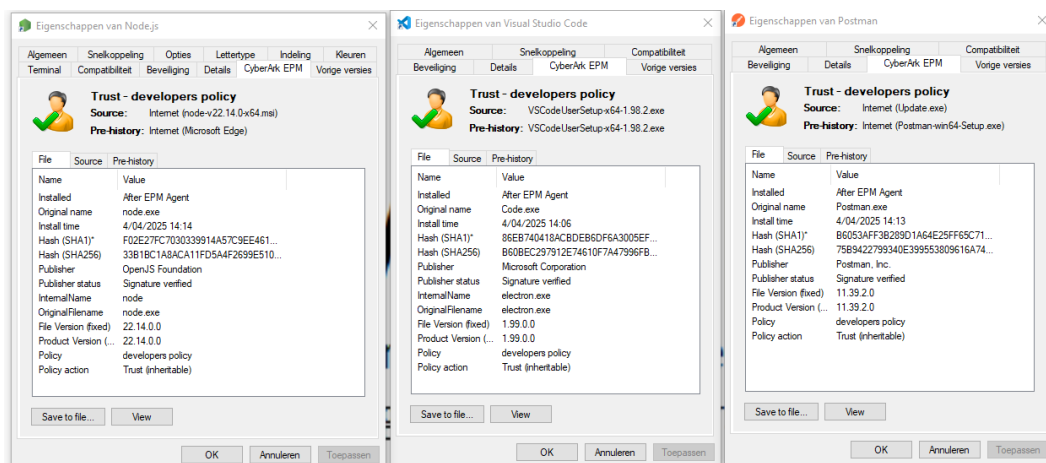 Eigenschappen van Node.js
Algemeen Snelkoppeling Opties Lettertype Indeling Kleuren
Terminal Compatibiliteit Beveiliging Details CyberArk EPM Vorige versies
Trust - developers policy
Source: Internet (node-v22.14.0-x64.msi)
Pre-history: Internet (Microsoft Edge)
File Source Pre-history
Name Value
Installed After EPM Agent
Original name node.exe
Install time 4/04/2025 14:14
Hash (SHA1)* F02E27FC7030339914A57C9EE461...
Hash (SHA256) 33B1BC1A8ACA11FD5A4F2699E510...
Publisher OpenJS Foundation
Publisher status Signature verified
InternalName node
OriginalFilename node.exe
File Version (fixed) 22.14.0.0
Product Version (... 22.14.0.0
Policy developers policy
Policy action Trust (inheritable)
Save to file... View
OK Annuleren Toepassen
Eigenschappen van Visual Studio Code
Algemeen Snelkoppeling Compatibiliteit
Beveiliging Details CyberArk EPM Vorige versies
Trust - developers policy
Source: VSCodeUserSetup-x64-1.98.2.exe
Pre-history: VSCodeUserSetup-x64-1.98.2.exe
File Source Pre-history
Name Value
Installed After EPM Agent
Original name Code.exe
Install time 4/04/2025 14:06
Hash (SHA1)* 86EB740418ACBDEB6DF6A3005EF...
Hash (SHA256) B60BEC297912E74610F7A47996FB...
Publisher Microsoft Corporation
Publisher status Signature verified
InternalName electron.exe
OriginalFilename electron.exe
File Version (fixed) 1.99.0.0
Product Version (... 1.99.0.0
Policy developers policy
Policy action Trust (inheritable)
Save to file... View
OK Annuleren Toepassen
Eigenschappen van Postman
Algemeen Snelkoppeling Compatibiliteit
Beveiliging Details CyberArk EPM Vorige versies
Trust - developers policy
Source: Internet (Update.exe)
Pre-history: Internet (Postman-win64-Setup.exe)
File Source Pre-history
Name Value
Installed After EPM Agent
Original name Postman.exe
Install time 4/04/2025 14:13
Hash (SHA1)* B6053AFF3B289D1A64E25FF65C71...
Hash (SHA256) 75B9422799340E399553809616A74...
Publisher Postman, Inc.
Publisher status Signature verified
File Version (fixed) 11.39.2.0
Product Version (... 11.39.2.0
Policy developers policy
Policy action Trust (inheritable)
Save to file... View
OK Annuleren Toepassen